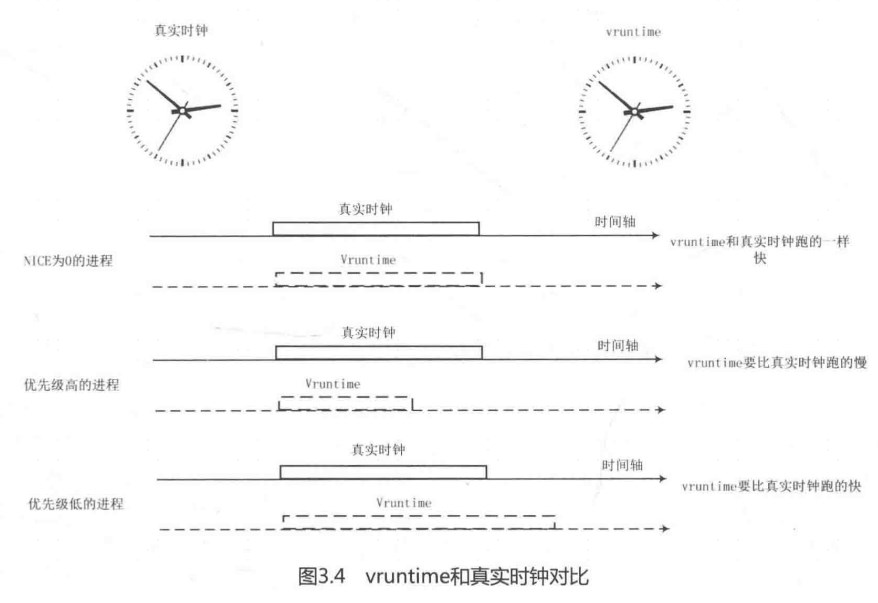 真实时钟
vruntime
真实时钟
时间轴
NICE为0的进程
Vruntime
vruntime和真实时钟跑的一样
快
真实时钟
时间轴
优先级高的进程
Vruntime
vruntime要比真实时钟跑的慢
真实时钟
时间轴
优先级低的进程
Vruntime
vruntime要比真实时钟跑的快
图3.4 vruntime和真实时钟对比